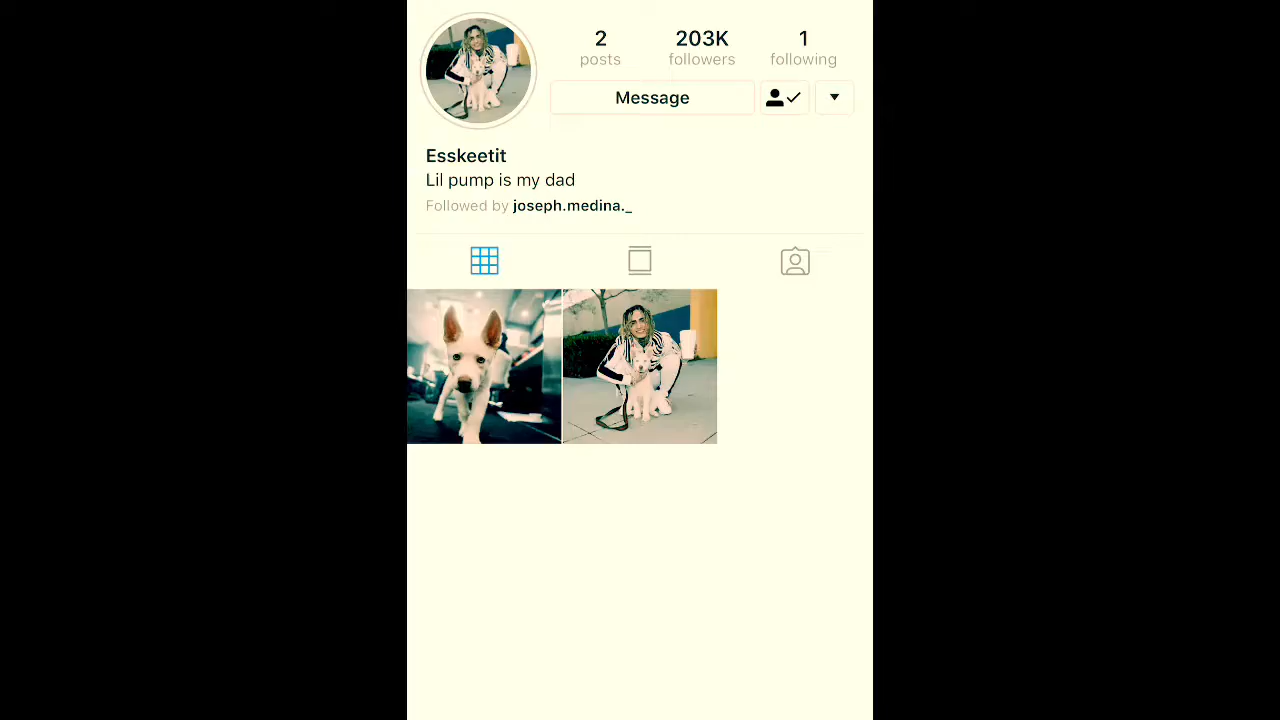 2 203K 1
posts followers following
Message
Esskeetit
Lil pump is my dad
Followed by joseph.medina._